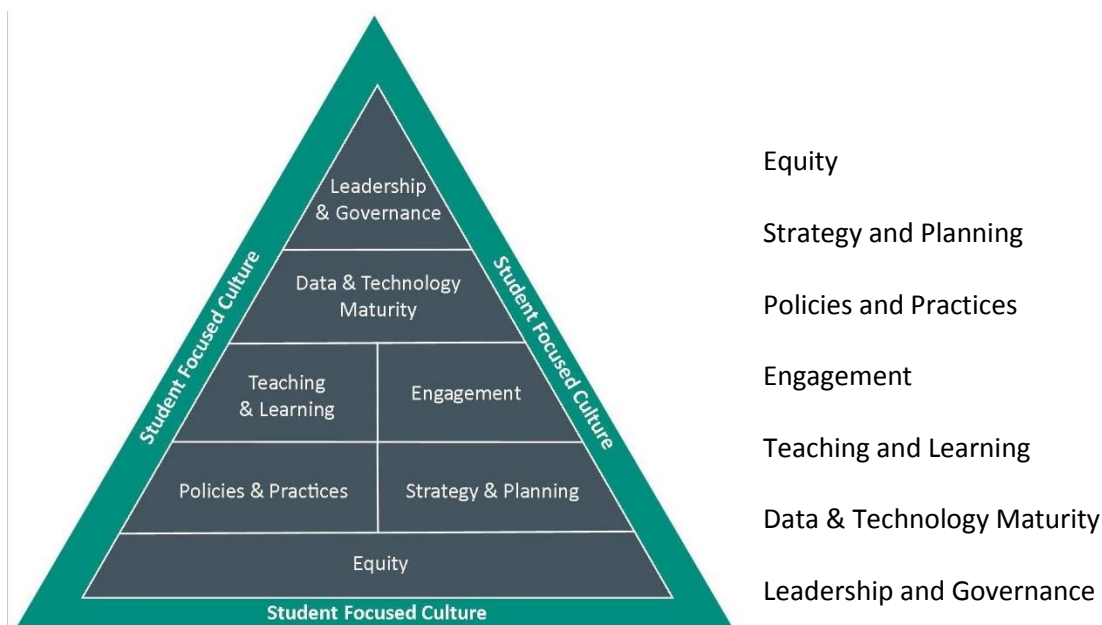 Leadership
& Governance
Data & Technology
Maturity
Teaching
& Learning
Engagement
Policies & Practices
Strategy & Planning
Equity
Student Focused Culture
Student Focused Culture
Student Focused Culture
Equity
Strategy and Planning
Policies and Practices
Engagement
Teaching and Learning
Data & Technology Maturity
Leadership and Governance